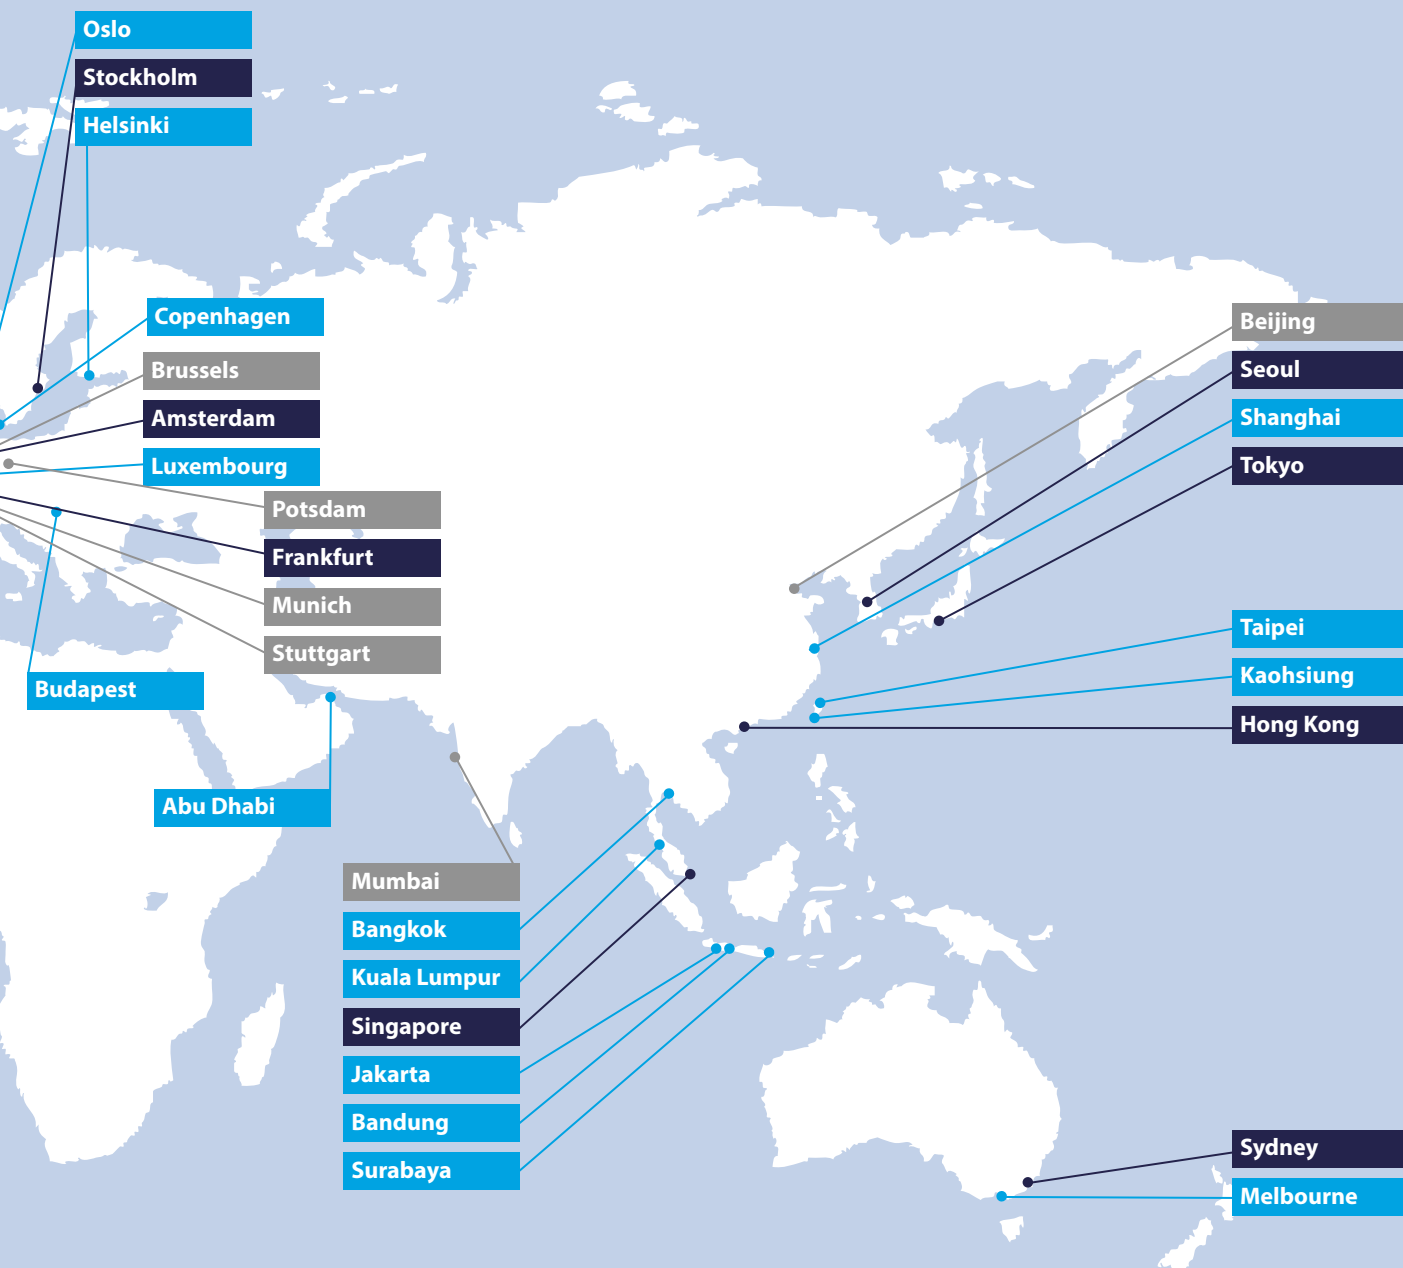 Oslo
Stockholm
Helsinki
Copenhagen
Brussels
Amsterdam
Luxembourg
Potsdam
Frankfurt
Munich
Stuttgart
Budapest
Abu Dhabi
Mumbai
Bangkok
Kuala Lumpur
Singapore
Jakarta
Bandung
Surabaya
Beijing
Seoul
Shanghai
Tokyo
Taipei
Kaohsiung
Hong Kong
Sydney
Melbourne